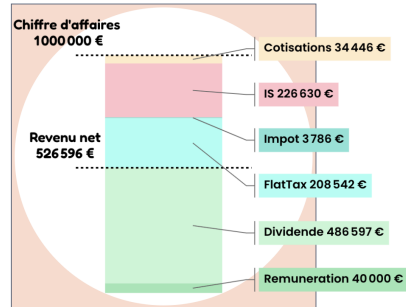 Chiffre d'affaires
1 000 000 €
Cotisations 34 446 €
IS 226 630 €
Revenu net
526 596 €
Impot 3 786 €
FlatTax 208 542 €
Dividende 486 597 €
Remuneration 40 000 €